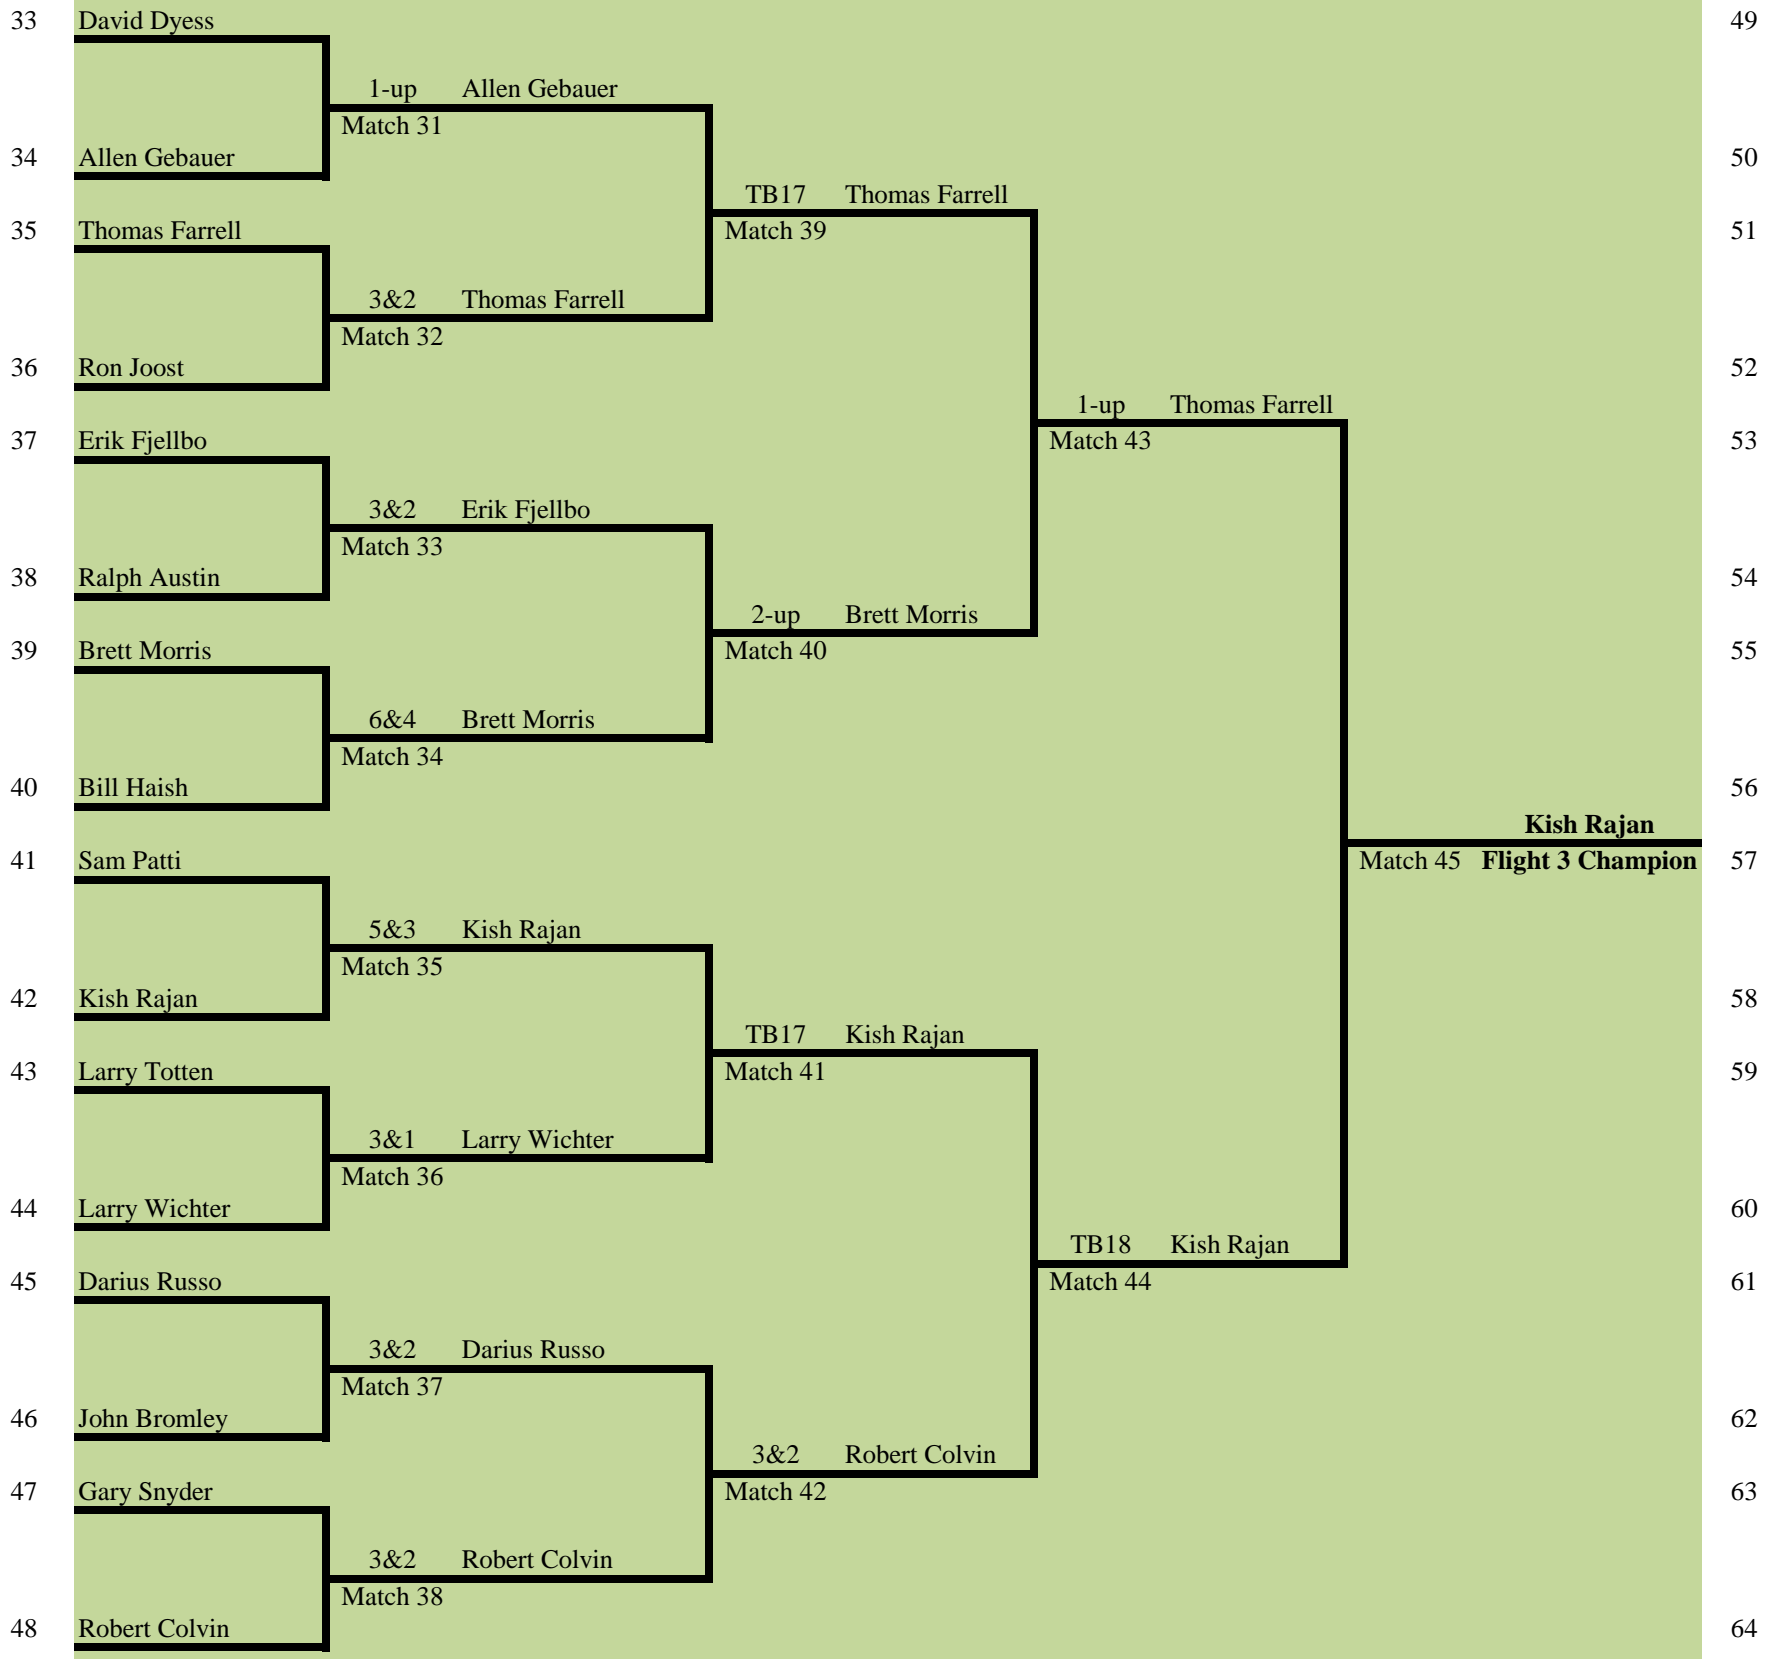 33 David Dyess 49
1-up Allen Gebauer
Match 31
34 Allen Gebauer 50
TB17 Thomas Farrell
35 Thomas Farrell Match 39 51
3&2 Thomas Farrell
Match 32
36 Ron Joost 52
1-up Thomas Farrell
37 Erik Fjellbo Match 43 53
3&2 Erik Fjellbo
Match 33
38 Ralph Austin 54
2-up Brett Morris
39 Brett Morris Match 40 55
6&4 Brett Morris
Match 34
40 Bill Haish 56
Kish Rajan
41 Sam Patti Match 45 Flight 3 Champion 57
5&3 Kish Rajan
Match 35
42 Kish Rajan 58
TB17 Kish Rajan
43 Larry Totten Match 41 59
3&1 Larry Wichter
Match 36
44 Larry Wichter 60
TB18 Kish Rajan
45 Darius Russo Match 44 61
3&2 Darius Russo
Match 37
46 John Bromley 62
3&2 Robert Colvin
47 Gary Snyder Match 42 63
3&2 Robert Colvin
Match 38
48 Robert Colvin 64